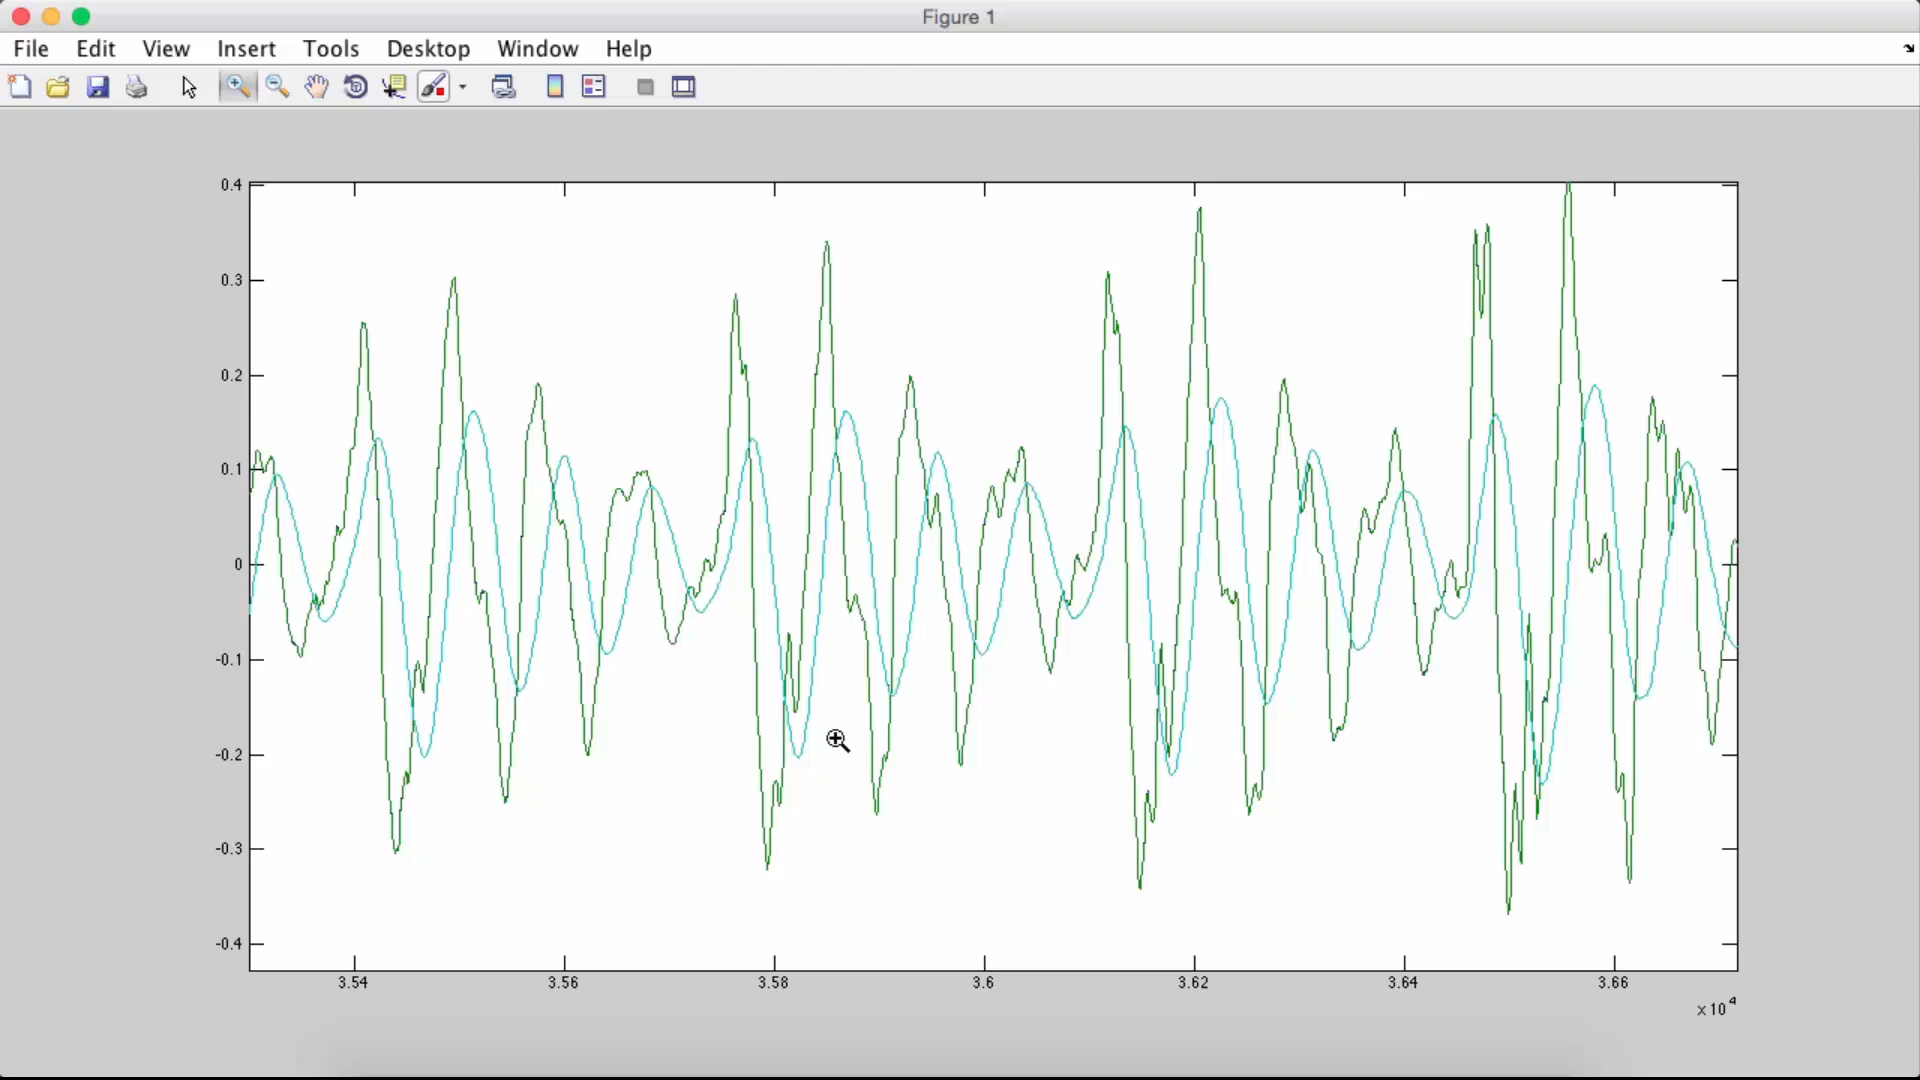 Figure 1
File Edit View Insert Tools Desktop Window Help
0.4
0.3
0.2
0.1
0
-0.1
-0.2
-0.3
-0.4
3.54 3.56 3.58 3.6 3.62 3.64 3.66
x 10⁴